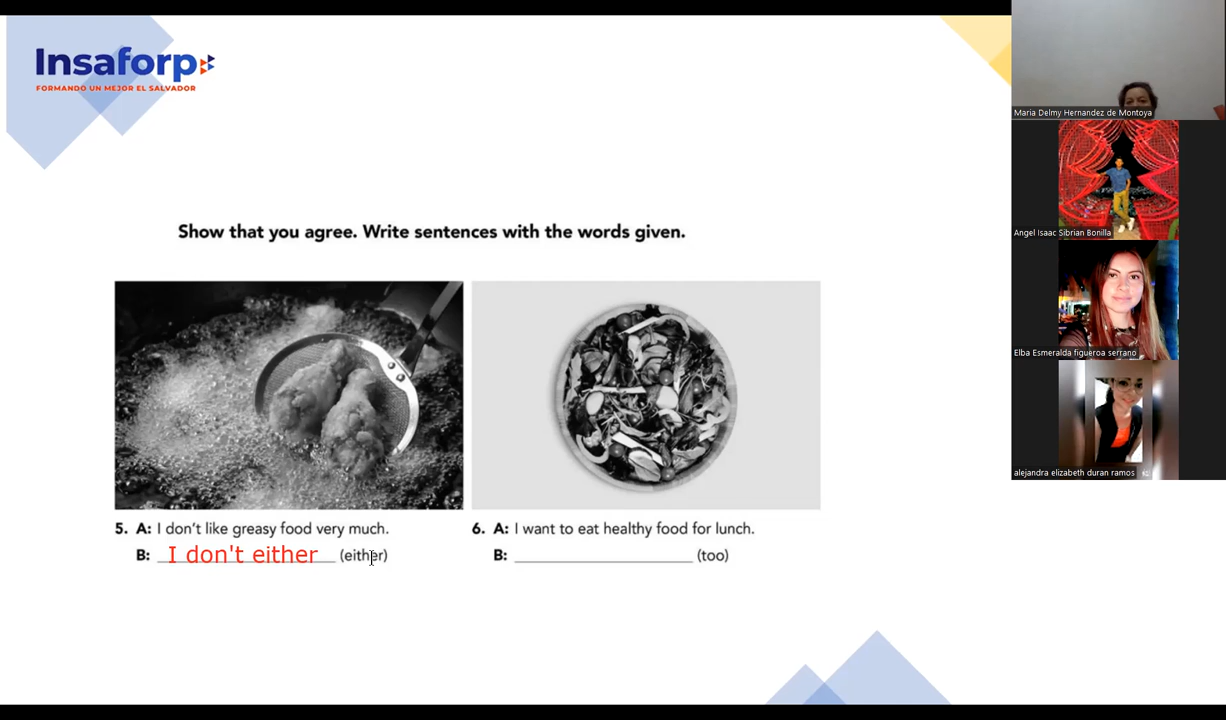 Insaforp
FORMANDO UN MEJOR EL SALVADOR
Show that you agree. Write sentences with the words given.
5. A: I don't like greasy food very much.
B: I don't either (either)
6. A: I want to eat healthy food for lunch.
B: ____________________ (too)
Maria Delmy Hernandez de Montoya
Angel Isaac Sibrian Bonilla
Elba Esmeralda figueroa serrano
alejandra elizabeth duran ramos